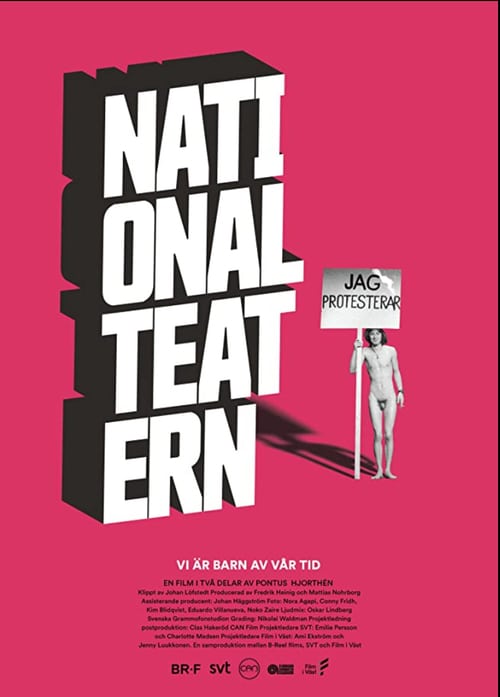 NATI
ONAL
TEAT
ERN
JAG
PROTESTERAR
VI ÄR BARN AV VÅR TID
EN FILM I TVÅ DELAR AV PONTUS HJORTHÉN
Klippt av Johan Löfstedt Producerad av Fredrik Heinig och Mattias Nohrborg
Assisterande producent: Johan Häggström Foto: Nora Agapi, Conny Fridh,
Kim Blidqvist, Eduardo Villanueva, Noko Zaire Ljudmix: Oskar Lindberg
Svenska Grammofonstudion Grading: Nikolai Waldman Projektledning
postproduktion: Clas Hakeröd CAN Film Projektledare SVT: Emilie Persson
och Charlotte Madsen Projektledare Film i Väst: Ami Ekström och
Jenny Luukkonen. En samproduktion mellan B-Reel films, SVT och Film i Väst
BR·F SVT CAN Film i Väst